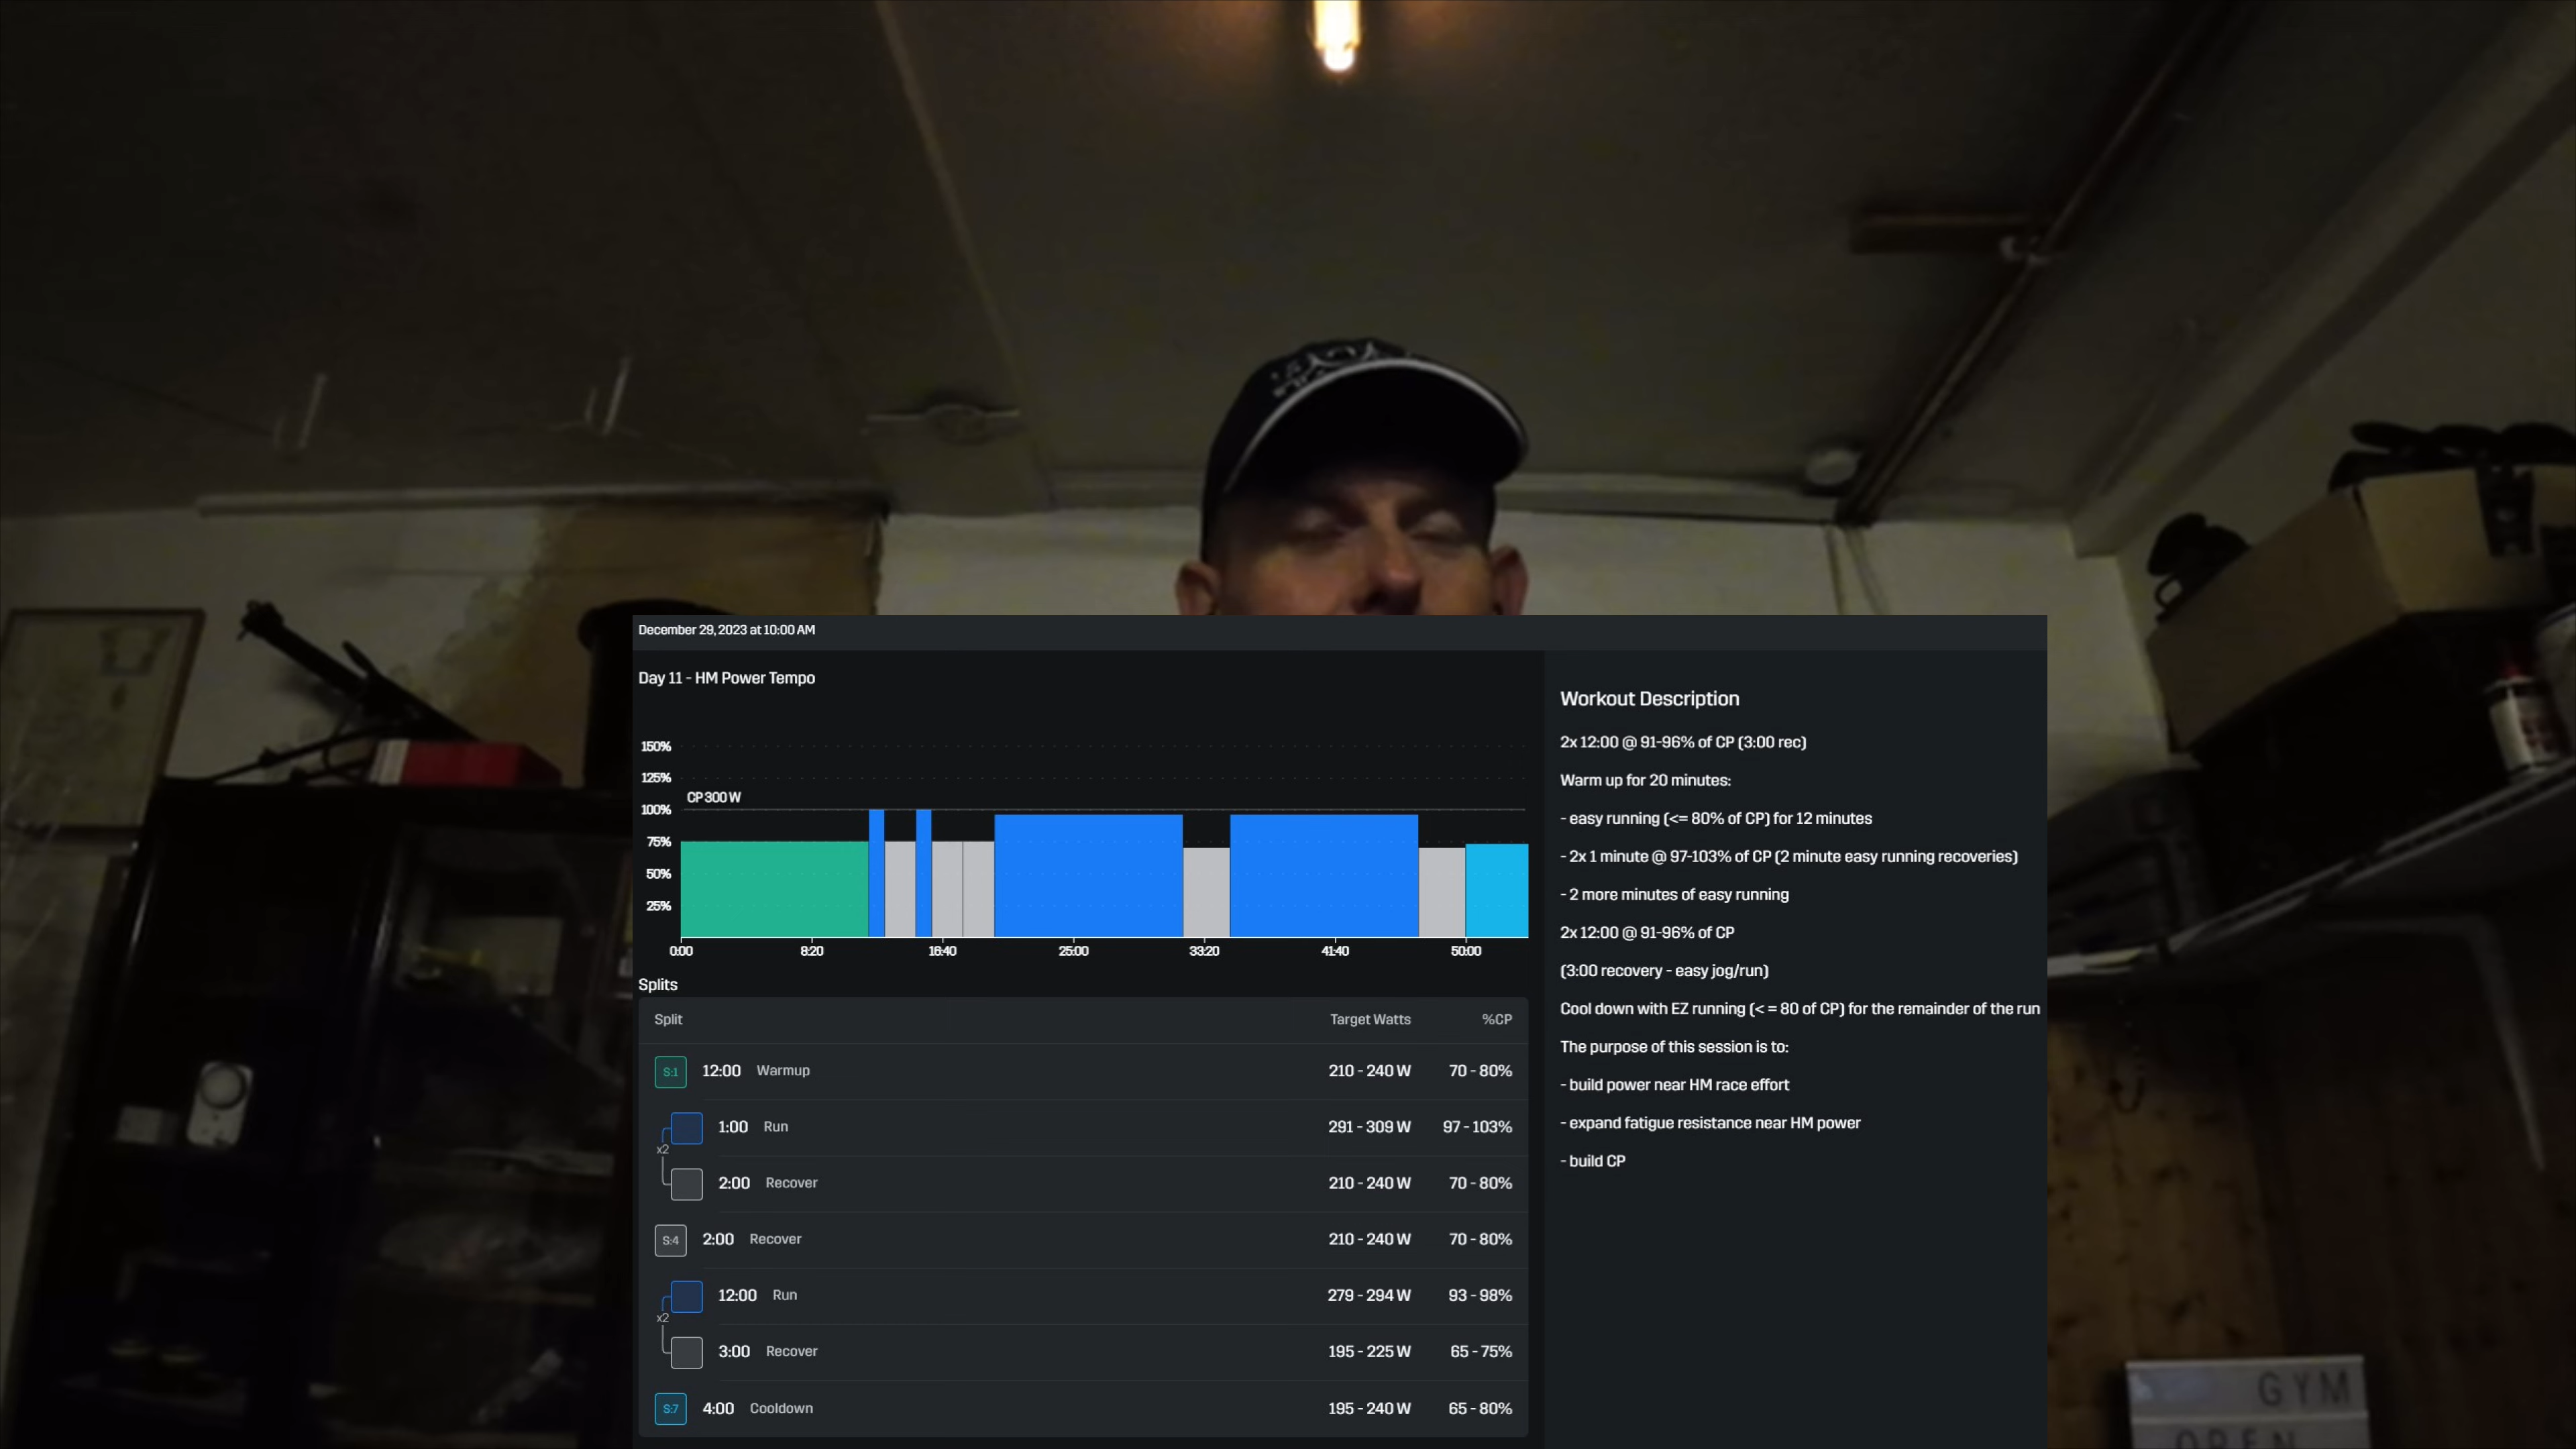 December 29, 2023 at 10:00 AM
Day 11 - HM Power Tempo
150%
125%
CP 300 W
100%
75%
50%
25%
0:00 8:20 16:40 25:00 33:20 41:40 50:00
Splits
Split Target Watts %CP
S:1 12:00 Warmup 210 - 240 W 70 - 80%
1:00 Run 291 - 309 W 97 - 103%
x2
2:00 Recover 210 - 240 W 70 - 80%
S:4 2:00 Recover 210 - 240 W 70 - 80%
12:00 Run 279 - 294 W 93 - 98%
x2
3:00 Recover 195 - 225 W 65 - 75%
S:7 4:00 Cooldown 195 - 240 W 65 - 80%
Workout Description
2x 12:00 @ 91-96% of CP (3:00 rec)
Warm up for 20 minutes:
- easy running (<= 80% of CP) for 12 minutes
- 2x 1 minute @ 97-103% of CP (2 minute easy running recoveries)
- 2 more minutes of easy running
2x 12:00 @ 91-96% of CP
(3:00 recovery - easy jog/run)
Cool down with EZ running (< = 80 of CP) for the remainder of the run
The purpose of this session is to:
- build power near HM race effort
- expand fatigue resistance near HM power
- build CP
GYM
OPEN